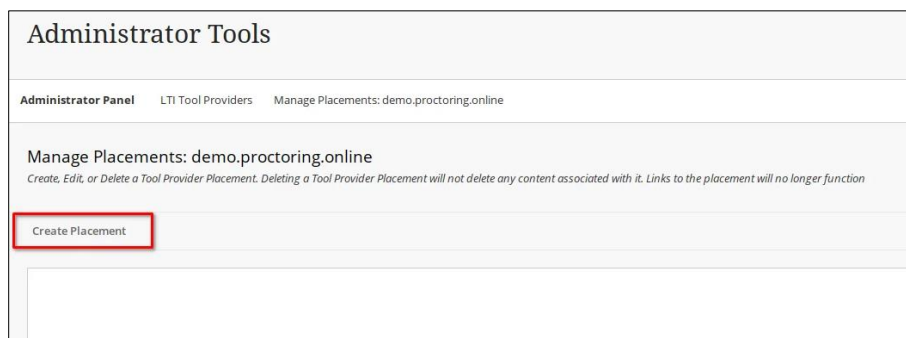 Administrator Tools
Administrator Panel LTI Tool Providers Manage Placements: demo.proctoring.online
Manage Placements: demo.proctoring.online
Create, Edit, or Delete a Tool Provider Placement. Deleting a Tool Provider Placement will not delete any content associated with it. Links to the placement will no longer function
Create Placement